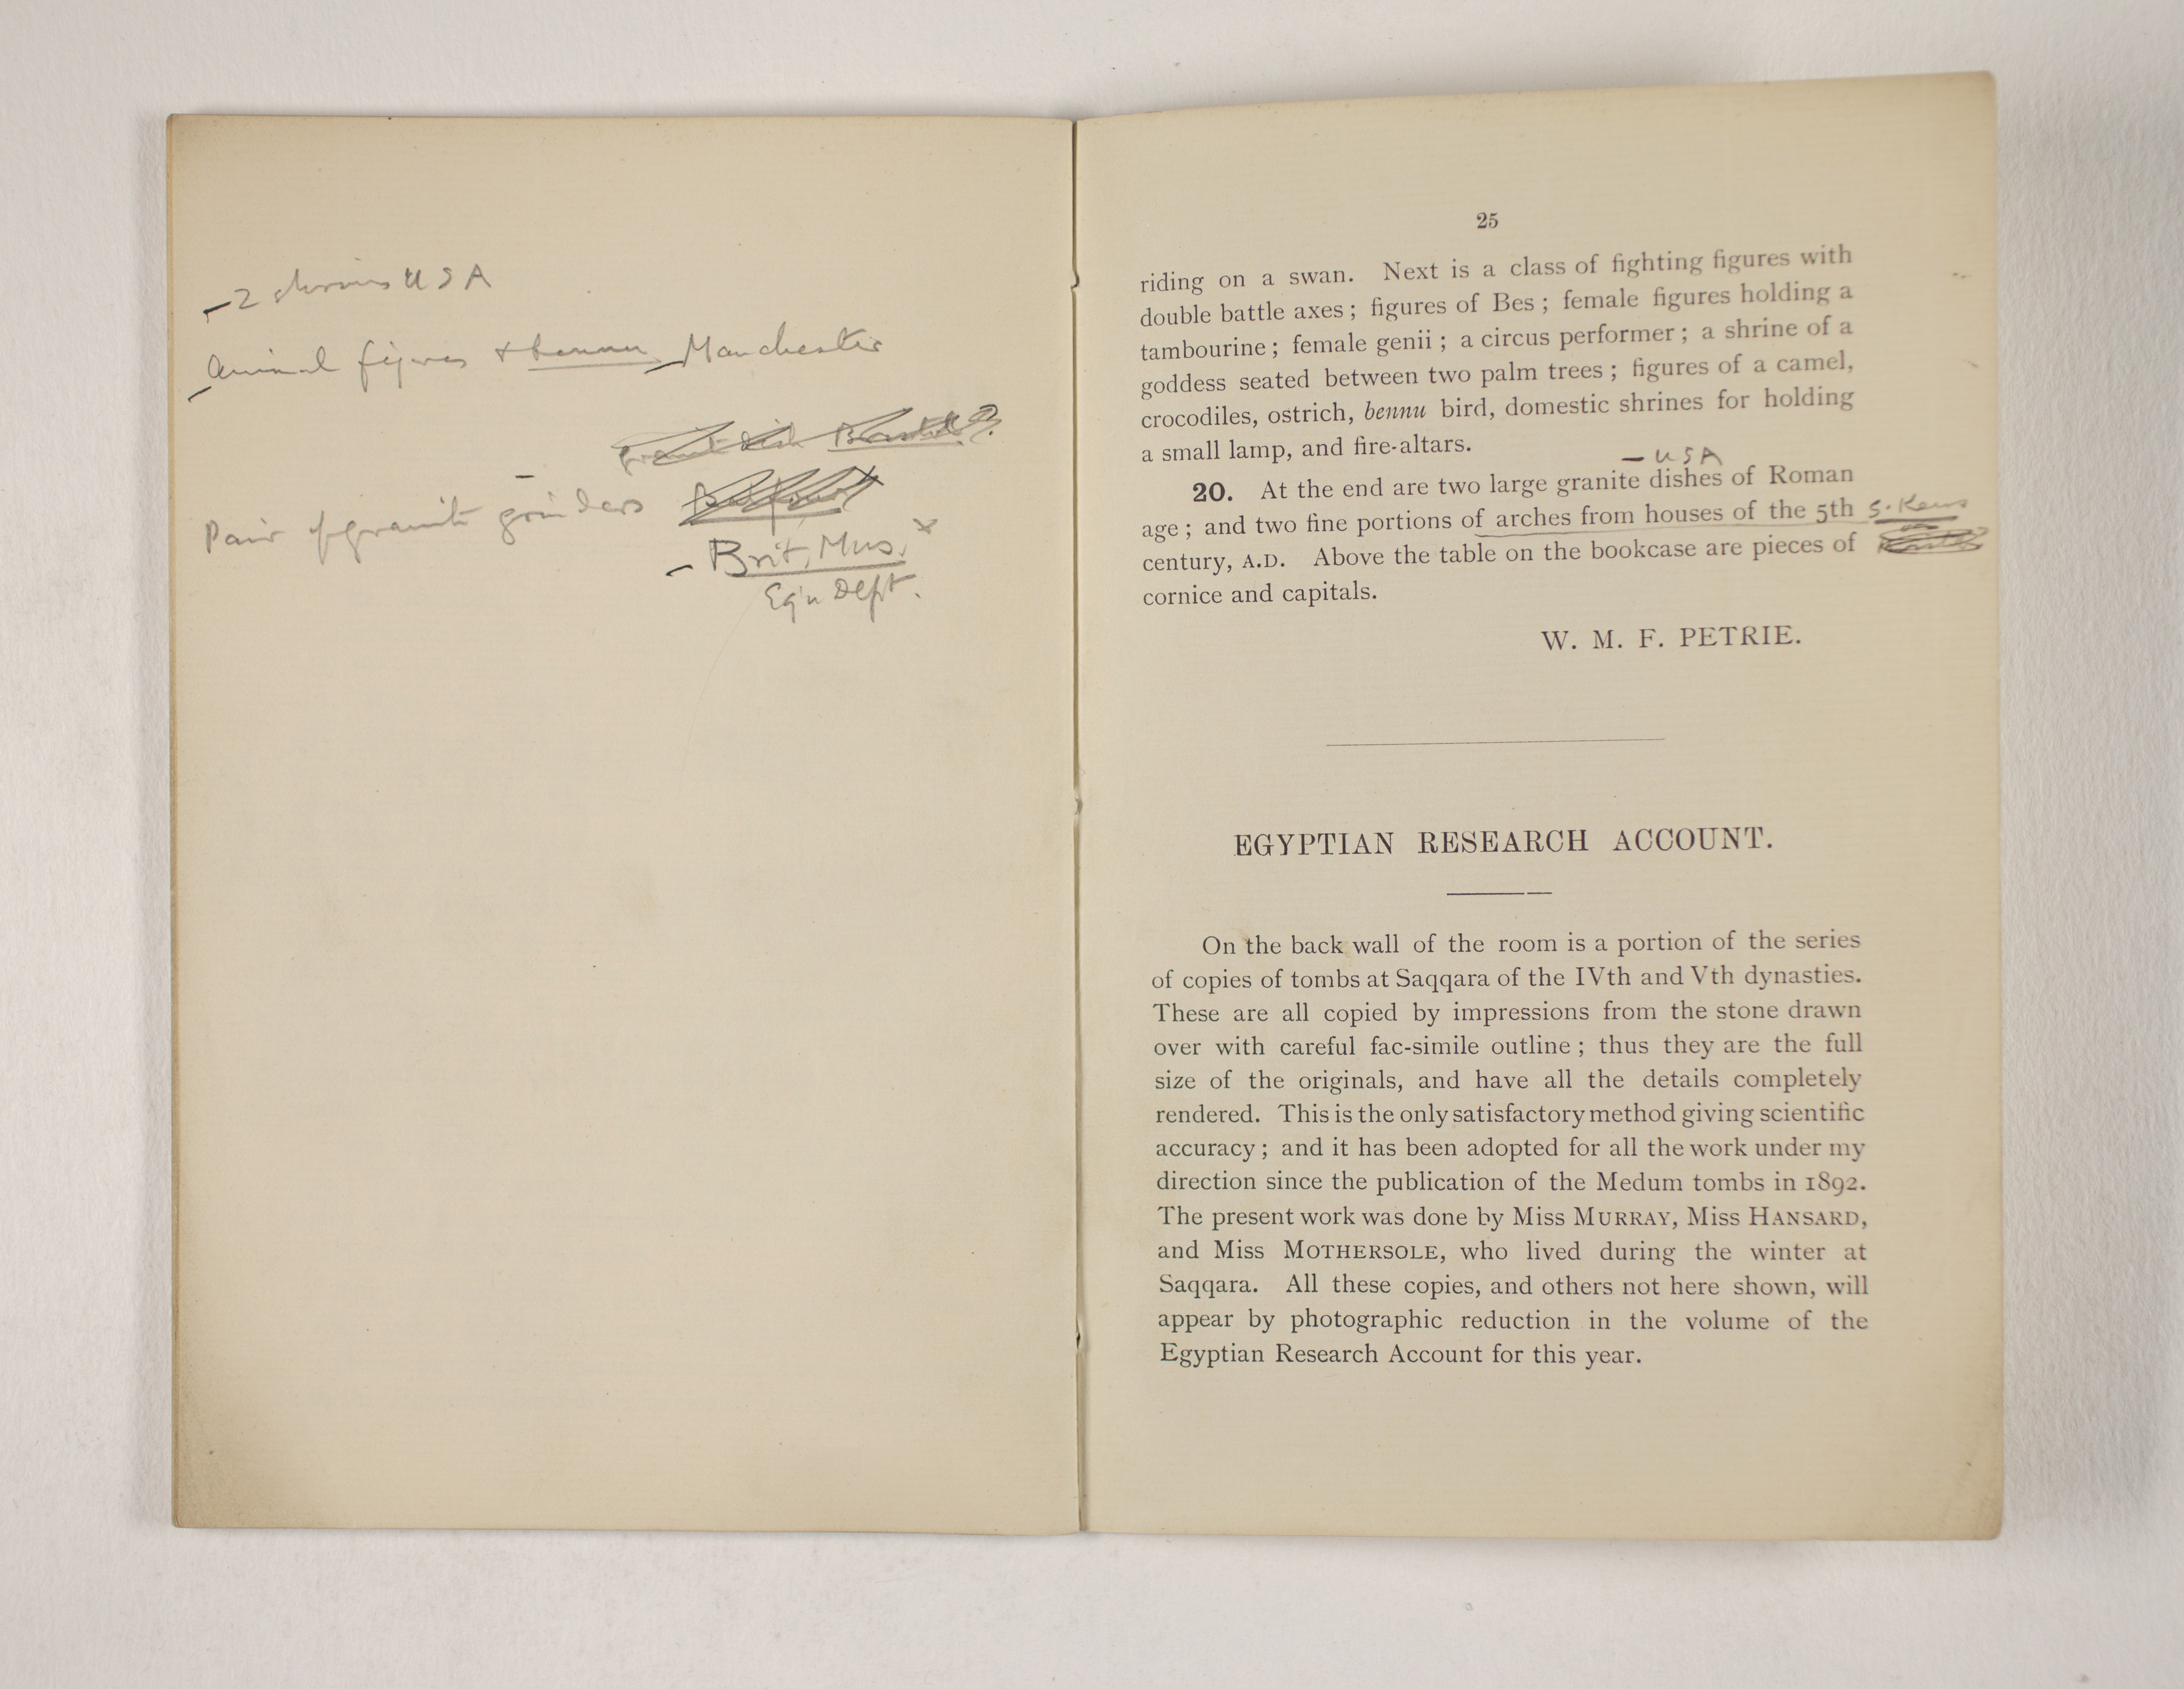 – 2 shrines USA
– Animal figures + bennu – Manchester
Pair of granite grinders
– Brit. Mus. x
Eg'n Dept.
25
riding on a swan. Next is a class of fighting figures with
double battle axes ; figures of Bes ; female figures holding a
tambourine ; female genii ; a circus performer ; a shrine of a
goddess seated between two palm trees ; figures of a camel,
crocodiles, ostrich, bennu bird, domestic shrines for holding
a small lamp, and fire-altars.
– USA
20. At the end are two large granite dishes of Roman
age ; and two fine portions of arches from houses of the 5th S. Kens
century, A.D. Above the table on the bookcase are pieces of
cornice and capitals.
W. M. F. PETRIE.
EGYPTIAN RESEARCH ACCOUNT.
On the back wall of the room is a portion of the series
of copies of tombs at Saqqara of the IVth and Vth dynasties.
These are all copied by impressions from the stone drawn
over with careful fac-simile outline ; thus they are the full
size of the originals, and have all the details completely
rendered. This is the only satisfactory method giving scientific
accuracy ; and it has been adopted for all the work under my
direction since the publication of the Medum tombs in 1892.
The present work was done by Miss MURRAY, Miss HANSARD,
and Miss MOTHERSOLE, who lived during the winter at
Saqqara. All these copies, and others not here shown, will
appear by photographic reduction in the volume of the
Egyptian Research Account for this year.